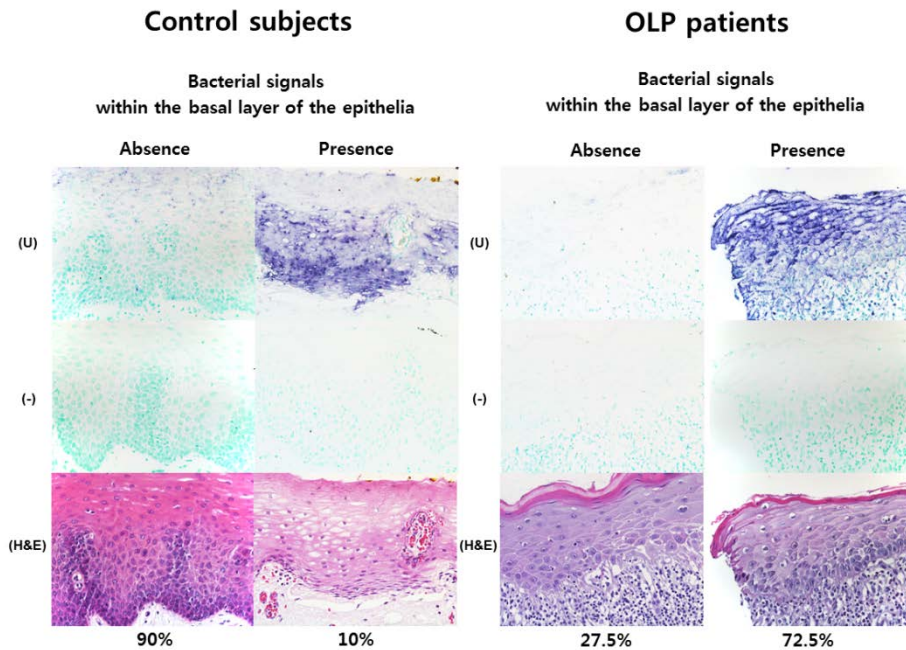 Control subjects
OLP patients
Bacterial signals
within the basal layer of the epithelia
Bacterial signals
within the basal layer of the epithelia
Absence
Presence
Absence
Presence
(U)
(U)
(-)
(-)
(H&E)
(H&E)
90%
10%
27.5%
72.5%